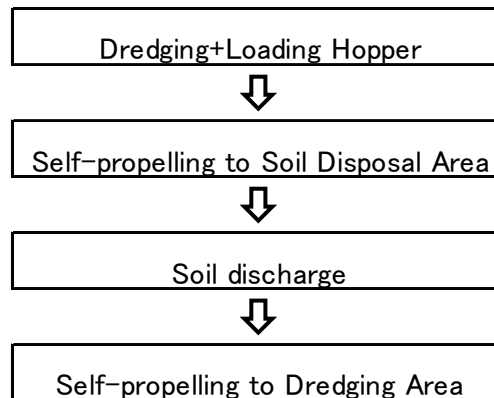 Dredging+Loading Hopper
Self-propelling to Soil Disposal Area
Soil discharge
Self-propelling to Dredging Area